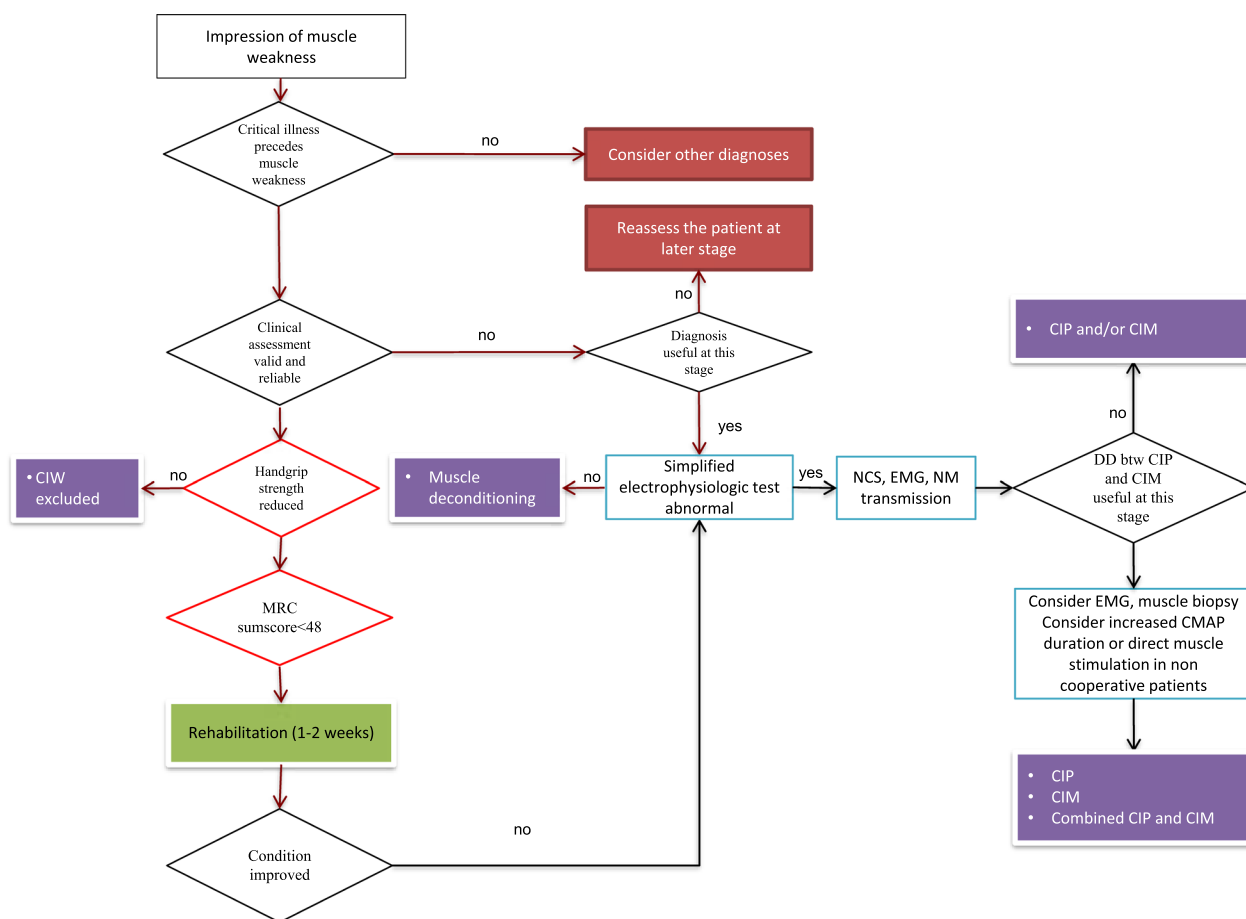 Impression of muscle
weakness
Critical illness
precedes
muscle
weakness
no
Consider other diagnoses
Reassess the patient at
later stage
no
Clinical
assessment
valid and
reliable
no
Diagnosis
useful at this
stage
yes
• CIP and/or CIM
no
• CIW
excluded
no
Handgrip
strength
reduced
• Muscle
deconditioning
no
Simplified
electrophysiologic test
abnormal
yes
NCS, EMG, NM
transmission
DD btw CIP
and CIM
useful at this
stage
MRC
sumscore<48
Consider EMG, muscle biopsy
Consider increased CMAP
duration or direct muscle
stimulation in non
cooperative patients
Rehabilitation (1-2 weeks)
• CIP
• CIM
• Combined CIP and CIM
Condition
improved
no